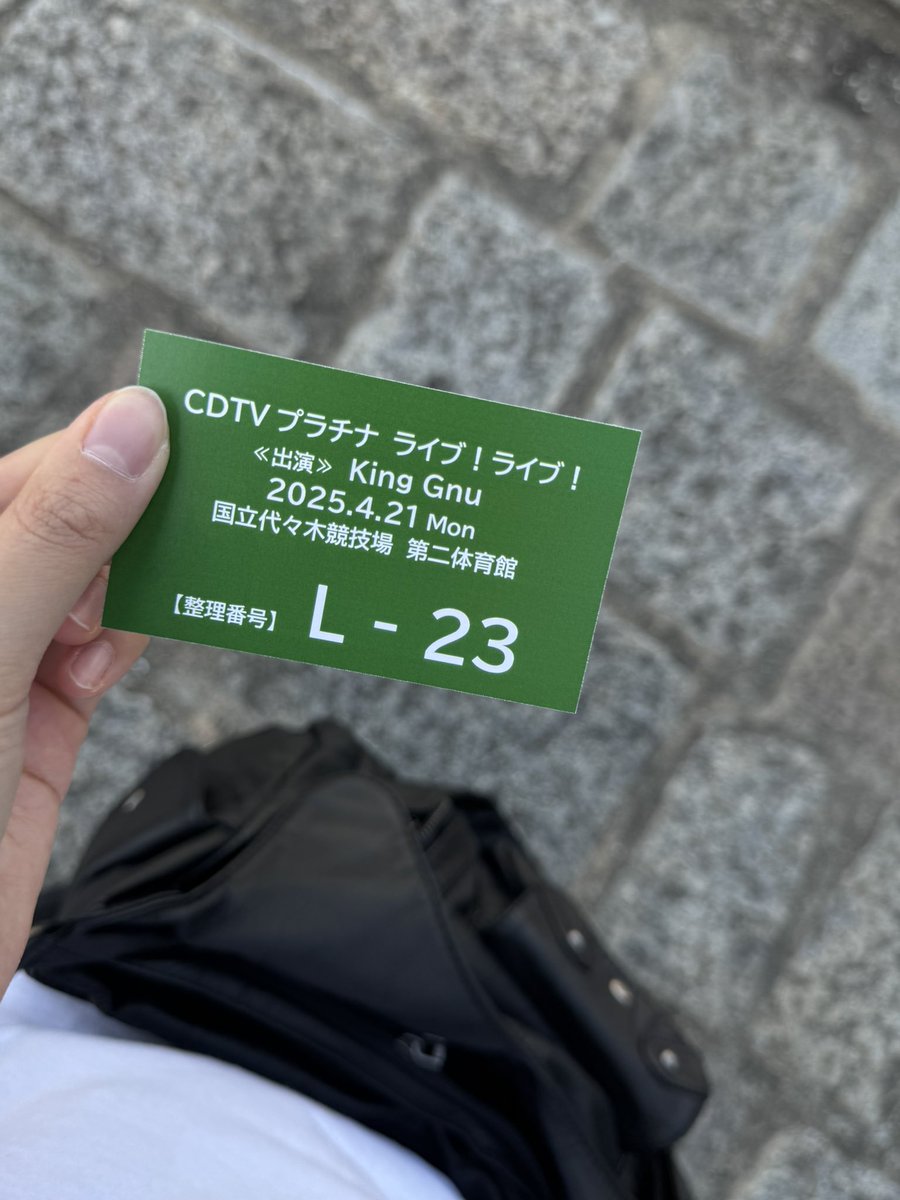 CDTV プラチナ ライブ！ライブ！
≪出演≫ King Gnu
2025.4.21 Mon
国立代々木競技場 第二体育館
【整理番号】 L - 23